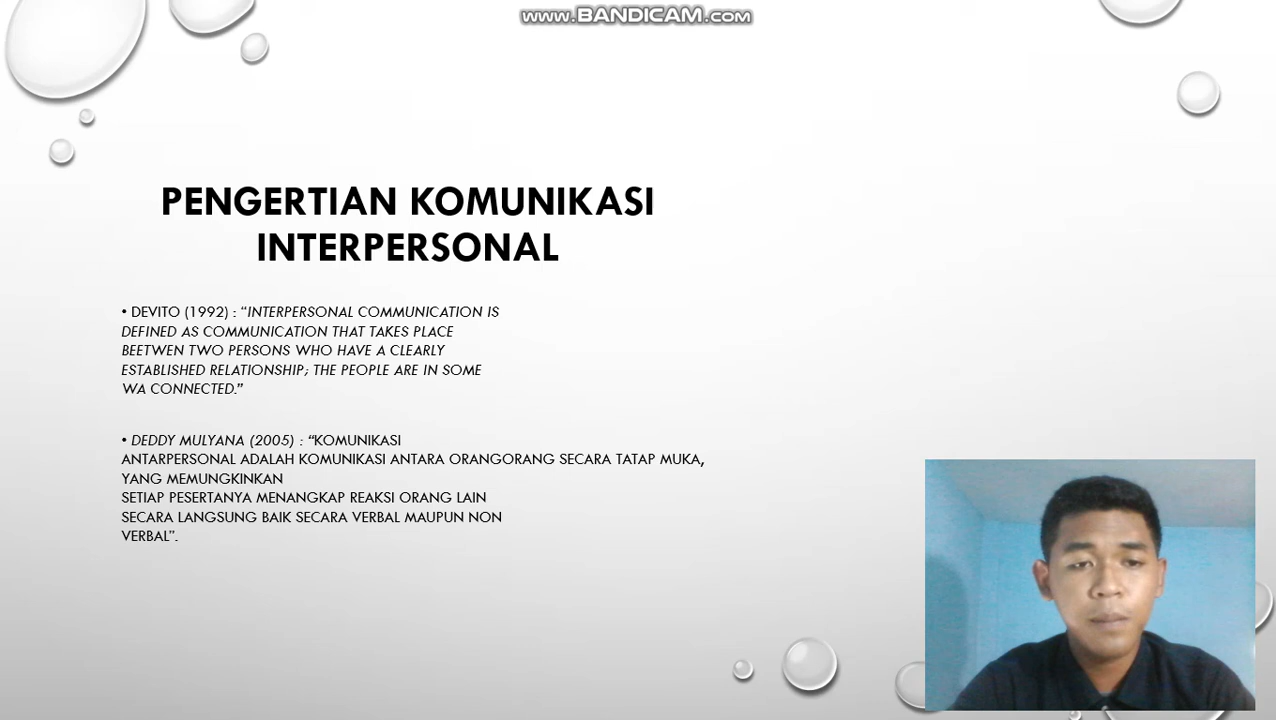 www.BANDICAM.com
PENGERTIAN KOMUNIKASI
INTERPERSONAL
• DEVITO (1992) : “INTERPERSONAL COMMUNICATION IS
DEFINED AS COMMUNICATION THAT TAKES PLACE
BEETWEN TWO PERSONS WHO HAVE A CLEARLY
ESTABLISHED RELATIONSHIP; THE PEOPLE ARE IN SOME
WA CONNECTED.”
• DEDDY MULYANA (2005) : “KOMUNIKASI
ANTARPERSONAL ADALAH KOMUNIKASI ANTARA ORANGORANG SECARA TATAP MUKA,
YANG MEMUNGKINKAN
SETIAP PESERTANYA MENANGKAP REAKSI ORANG LAIN
SECARA LANGSUNG BAIK SECARA VERBAL MAUPUN NON
VERBAL”.